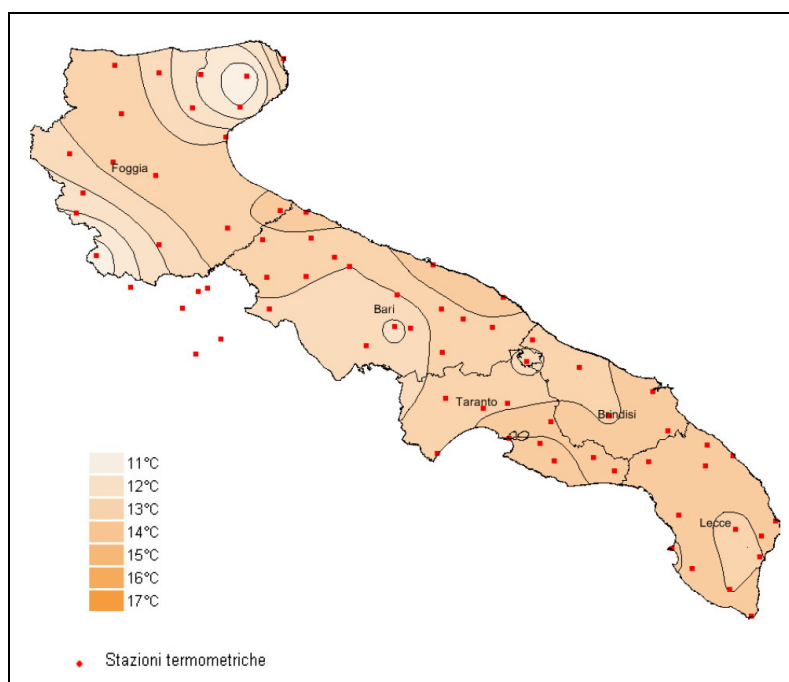 Foggia
Bari
Taranto
Brindisi
Lecce
11°C
12°C
13°C
14°C
15°C
16°C
17°C
Stazioni termometriche